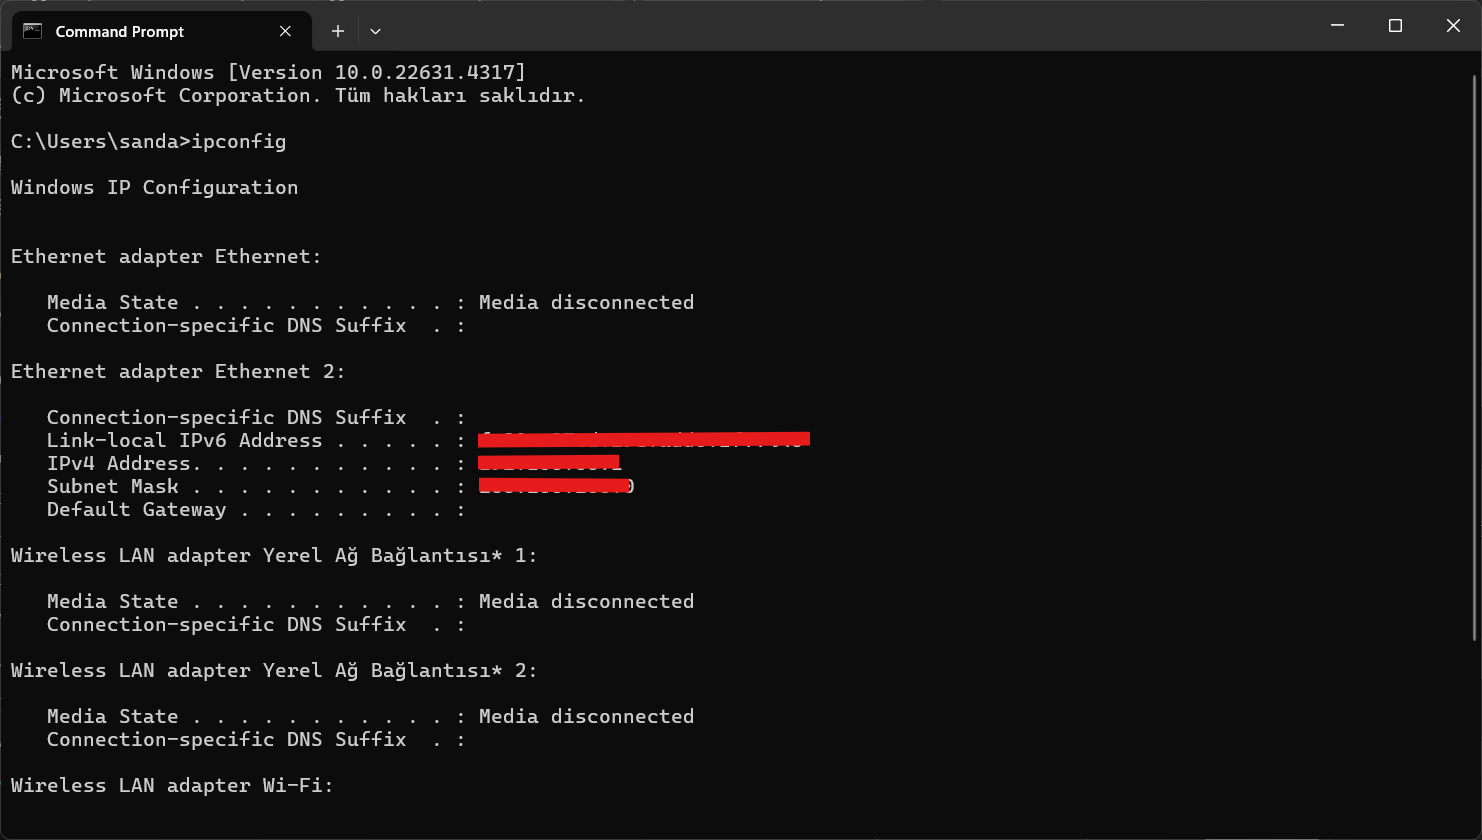 Command Prompt
Microsoft Windows [Version 10.0.22631.4317]
(c) Microsoft Corporation. Tüm hakları saklıdır.
C:\Users\sanda>ipconfig
Windows IP Configuration
Ethernet adapter Ethernet:
Media State . . . . . . . . . . . : Media disconnected
Connection-specific DNS Suffix  . :
Ethernet adapter Ethernet 2:
Connection-specific DNS Suffix  . :
Link-local IPv6 Address . . . . . :
IPv4 Address. . . . . . . . . . . :
Subnet Mask . . . . . . . . . . . :
Default Gateway . . . . . . . . . :
Wireless LAN adapter Yerel Ağ Bağlantısı* 1:
Media State . . . . . . . . . . . : Media disconnected
Connection-specific DNS Suffix  . :
Wireless LAN adapter Yerel Ağ Bağlantısı* 2:
Media State . . . . . . . . . . . : Media disconnected
Connection-specific DNS Suffix  . :
Wireless LAN adapter Wi-Fi: